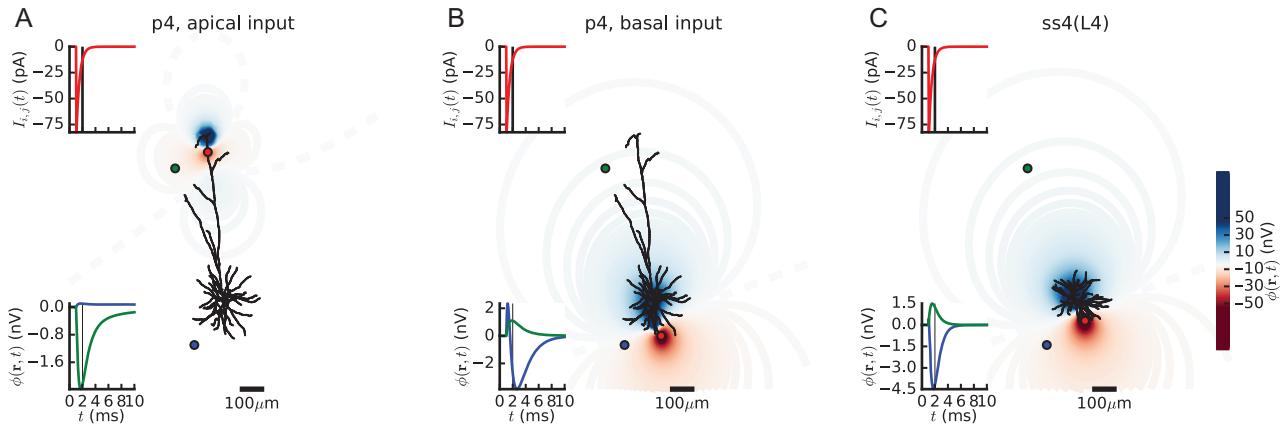 A
p4, apical input
0
−25
−50
−75
I_{i,j}(t) (pA)
0.0
−0.8
−1.6
ϕ(r, t) (nV)
0 2 4 6 8 10
t (ms)
100μm
B
p4, basal input
0
−25
−50
−75
I_{i,j}(t) (pA)
2
0
−2
ϕ(r, t) (nV)
0 2 4 6 8 10
t (ms)
100μm
C
ss4(L4)
0
−25
−50
−75
I_{i,j}(t) (pA)
1.5
0.0
−1.5
−3.0
−4.5
ϕ(r, t) (nV)
0 2 4 6 8 10
t (ms)
100μm
50
30
10
−10
−30
−50
ϕ(r, t) (nV)